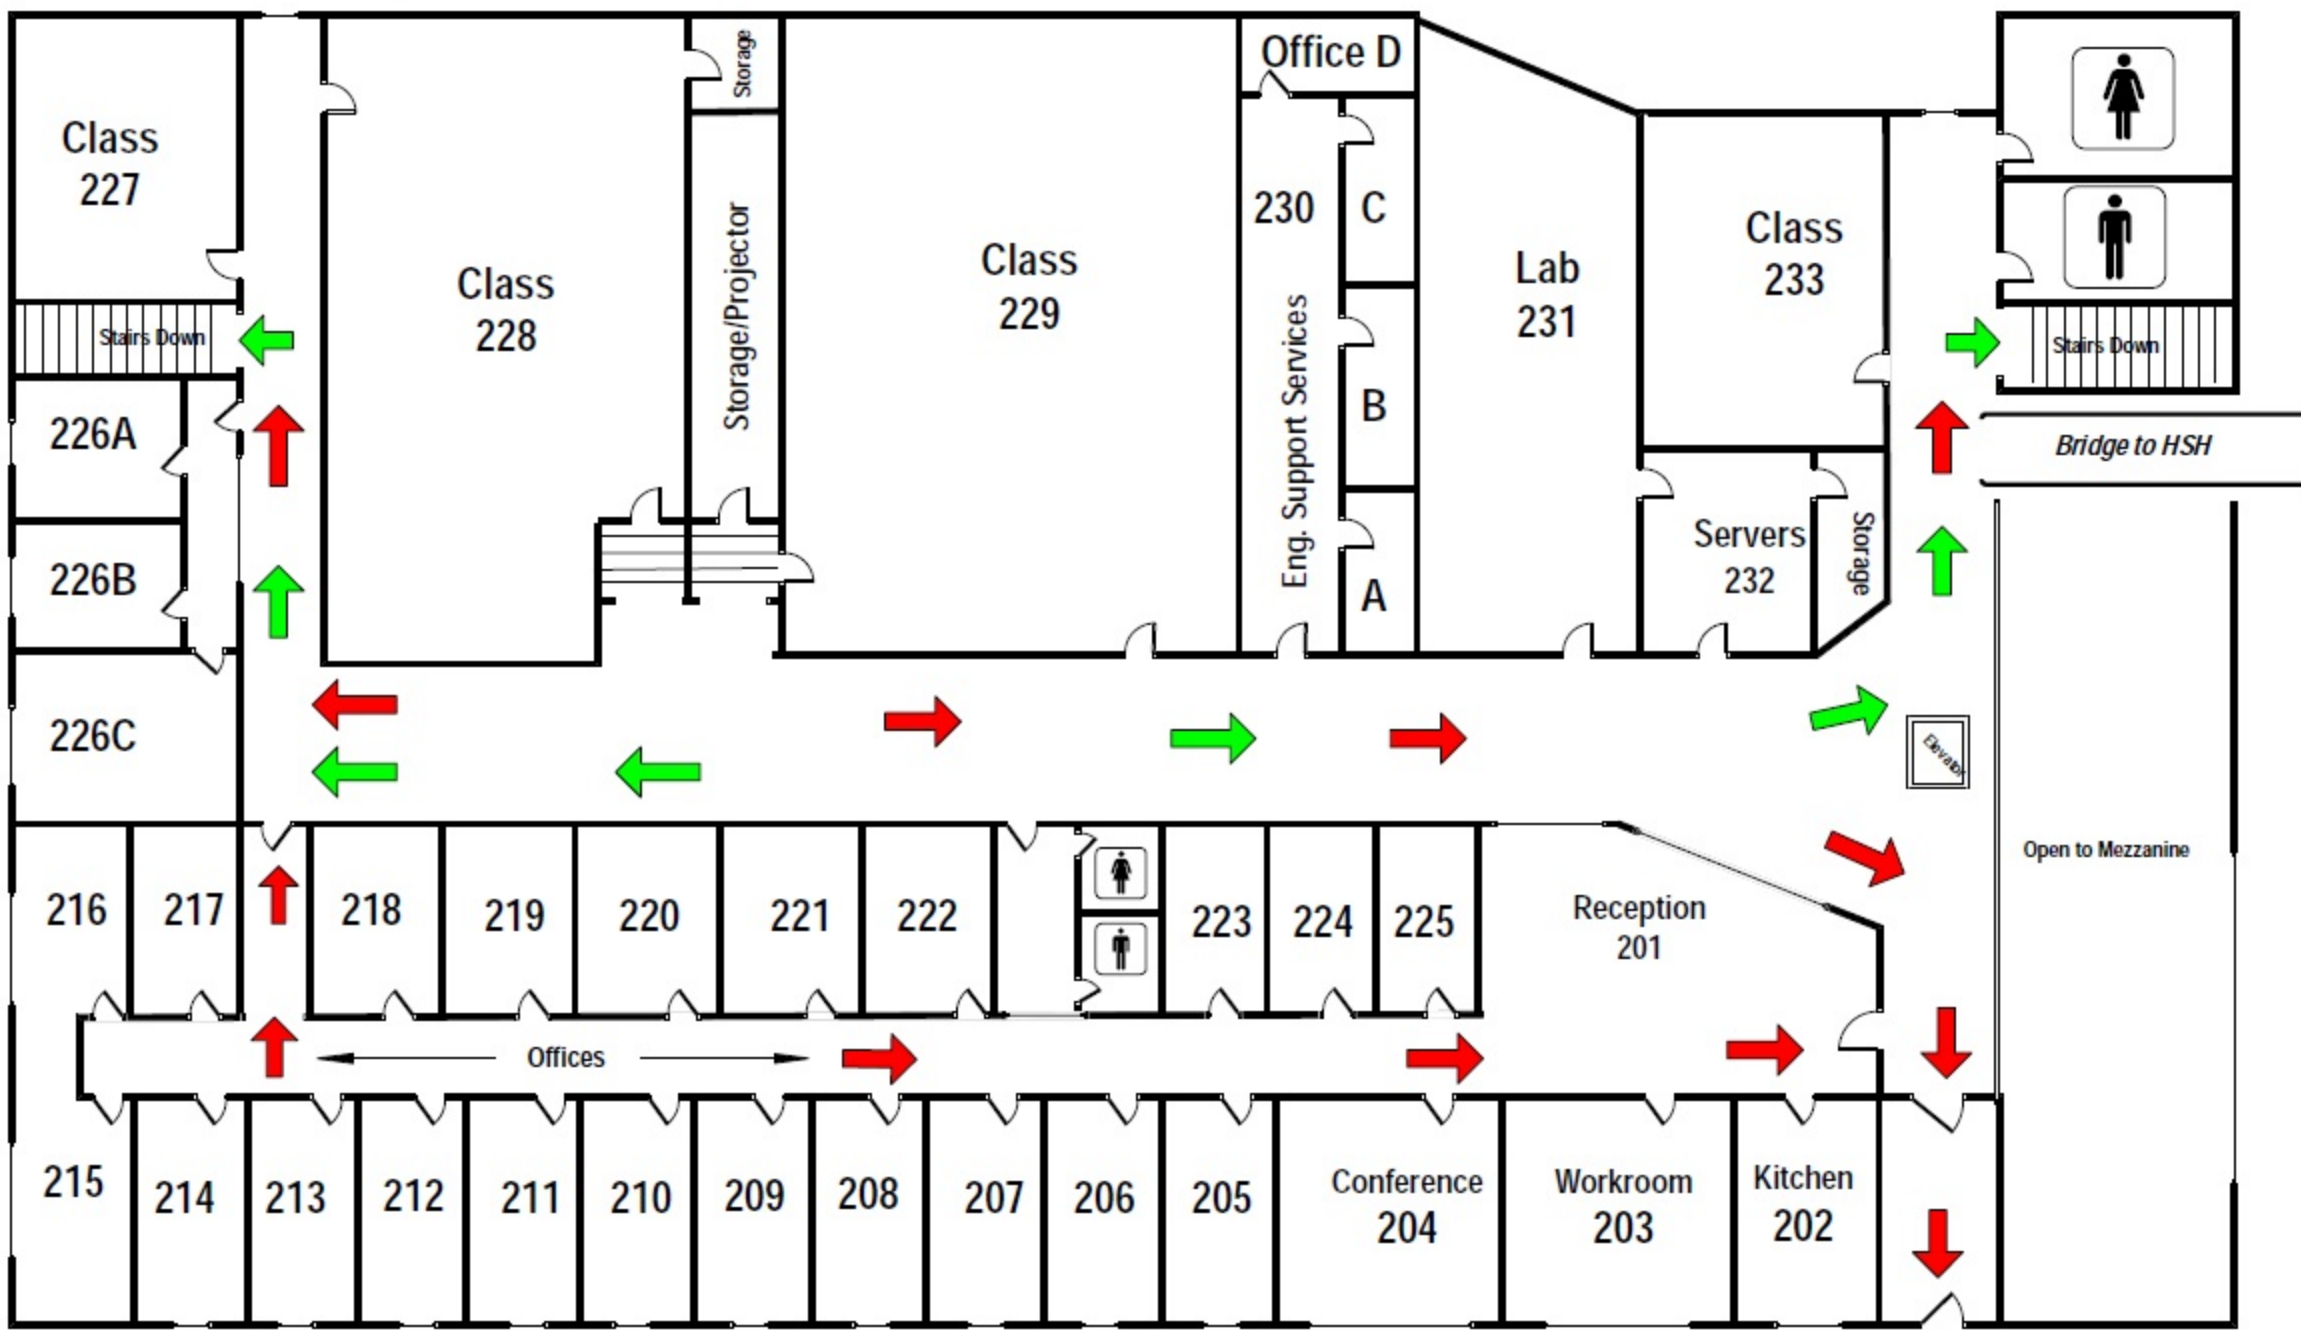 Class
227
Stairs Down
226A
226B
226C
Class
228
Storage
Storage/Projector
Class
229
Office D
230
Eng. Support Services
C
B
A
Lab
231
Class
233
Servers
232
Storage
Stairs Down
Bridge to HSH
Elevator
Open to Mezzanine
216
217
218
219
220
221
222
223
224
225
Reception
201
Offices
215
214
213
212
211
210
209
208
207
206
205
Conference
204
Workroom
203
Kitchen
202